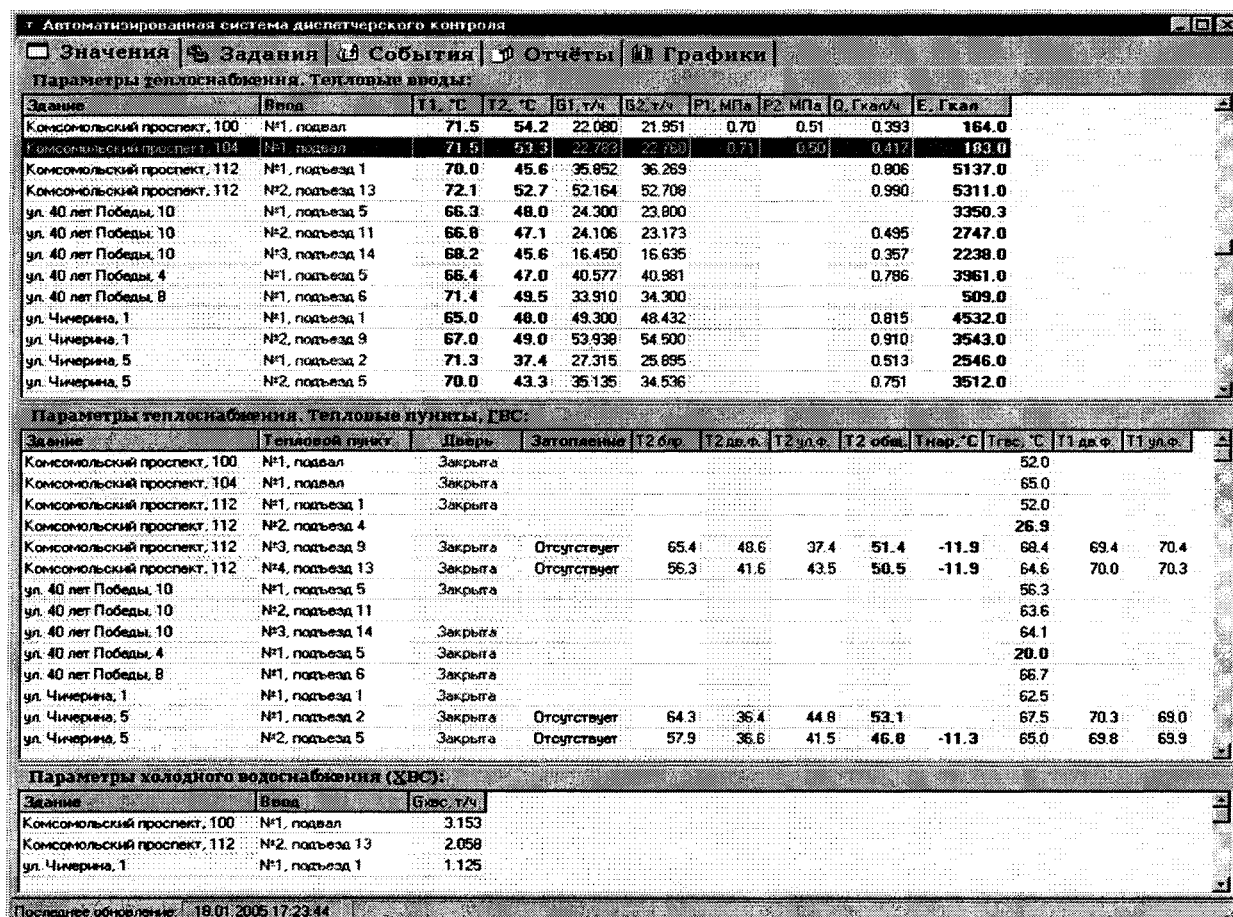 Автоматизированная система диспетчерского контроля
Значения Задания События Отчёты Графики
Параметры теплоснабжения. Тепловые вводы:
Здание Ввод T1, °C T2, °C G1, т/ч G2, т/ч P1, МПа P2, МПа Q, Гкал/ч E, Гкал
Комсомольский проспект, 100 №1, подвал 71.5 54.2 22.080 21.951 0.70 0.51 0.393 164.0
Комсомольский проспект, 104 №1, подвал 71.5 53.3 22.783 22.760 0.71 0.50 0.417 183.0
Комсомольский проспект, 112 №1, подъезд 1 70.0 45.6 35.852 36.269 0.806 5137.0
Комсомольский проспект, 112 №2, подъезд 13 72.1 52.7 52.164 52.708 0.990 5311.0
ул. 40 лет Победы, 10 №1, подъезд 5 66.3 48.0 24.300 23.800 3350.3
ул. 40 лет Победы, 10 №2, подъезд 11 66.8 47.1 24.106 23.173 0.495 2747.0
ул. 40 лет Победы, 10 №3, подъезд 14 68.2 45.6 16.450 16.635 0.357 2238.0
ул. 40 лет Победы, 4 №1, подъезд 5 66.4 47.0 40.577 40.981 0.786 3961.0
ул. 40 лет Победы, 8 №1, подъезд 6 71.4 49.5 33.910 34.300 509.0
ул. Чичерина, 1 №1, подъезд 1 65.0 48.0 49.300 48.432 0.815 4532.0
ул. Чичерина, 1 №2, подъезд 9 67.0 49.0 53.938 54.500 0.910 3543.0
ул. Чичерина, 5 №1, подъезд 2 71.3 37.4 27.315 25.895 0.513 2546.0
ул. Чичерина, 5 №2, подъезд 5 70.0 43.3 35.135 34.536 0.751 3512.0
Параметры теплоснабжения. Тепловые пункты, ГВС:
Здание Тепловой пункт Дверь Затопление T2 блр. T2 дв.ф. T2 ул.ф. T2 общ. Tнар, °C Tгвс, °C T1 дв.ф. T1 ул.ф.
Комсомольский проспект, 100 №1, подвал Закрыта 52.0
Комсомольский проспект, 104 №1, подвал Закрыта 65.0
Комсомольский проспект, 112 №1, подъезд 1 Закрыта 52.0
Комсомольский проспект, 112 №2, подъезд 4 26.9
Комсомольский проспект, 112 №3, подъезд 9 Закрыта Отсутствует 65.4 48.6 37.4 51.4 -11.9 68.4 69.4 70.4
Комсомольский проспект, 112 №4, подъезд 13 Закрыта Отсутствует 56.3 41.6 43.5 50.5 -11.9 64.6 70.0 70.3
ул. 40 лет Победы, 10 №1, подъезд 5 Закрыта 56.3
ул. 40 лет Победы, 10 №2, подъезд 11 63.6
ул. 40 лет Победы, 10 №3, подъезд 14 Закрыта 64.1
ул. 40 лет Победы, 4 №1, подъезд 5 Закрыта 20.0
ул. 40 лет Победы, 8 №1, подъезд 6 Закрыта 66.7
ул. Чичерина, 1 №1, подъезд 1 Закрыта 62.5
ул. Чичерина, 5 №1, подъезд 2 Закрыта Отсутствует 64.3 36.4 44.8 53.1 67.5 70.3 69.0
ул. Чичерина, 5 №2, подъезд 5 Закрыта Отсутствует 57.9 36.6 41.5 46.8 -11.3 65.0 69.8 69.9
Параметры холодного водоснабжения (ХВС):
Здание Ввод Gхвс, т/ч
Комсомольский проспект, 100 №1, подвал 3.153
Комсомольский проспект, 112 №2, подъезд 13 2.058
ул. Чичерина, 1 №1, подъезд 1 1.125
Последнее обновление: 18.01.2005 17:23:44